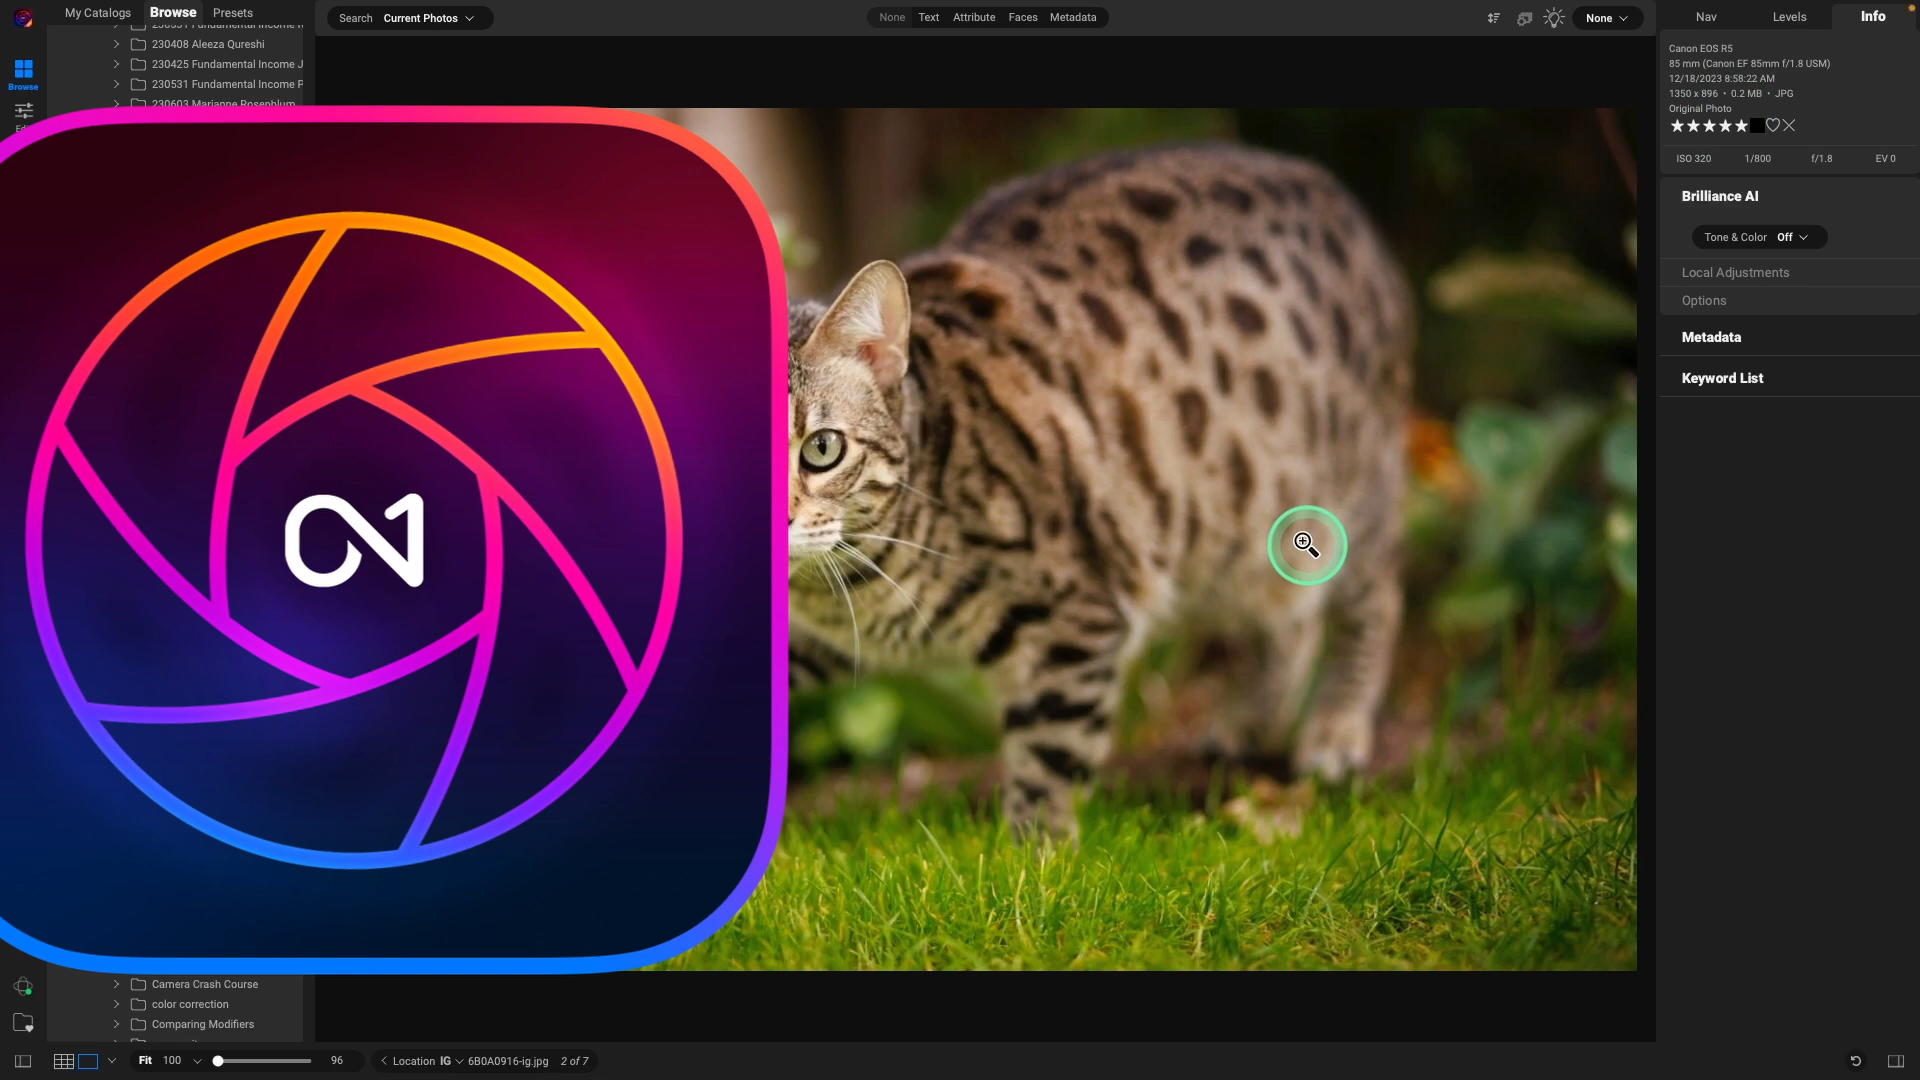 My Catalogs Browse Presets
Search Current Photos
None Text Attribute Faces Metadata
None
Nav Levels Info
230408 Aleeza Qureshi
230425 Fundamental Income J
230531 Fundamental Income P
230603 Marianne Rosenblum
Browse
Canon EOS R5
85 mm (Canon EF 85mm f/1.8 USM)
12/18/2023 8:58:22 AM
1350 x 896 • 0.2 MB • JPG
Original Photo
ISO 320 1/800 f/1.8 EV 0
Brilliance AI
Tone & Color Off
Local Adjustments
Options
Metadata
Keyword List
ON1
Camera Crash Course
color correction
Comparing Modifiers
Fit 100 96
Location IG 6B0A0916-ig.jpg 2 of 7